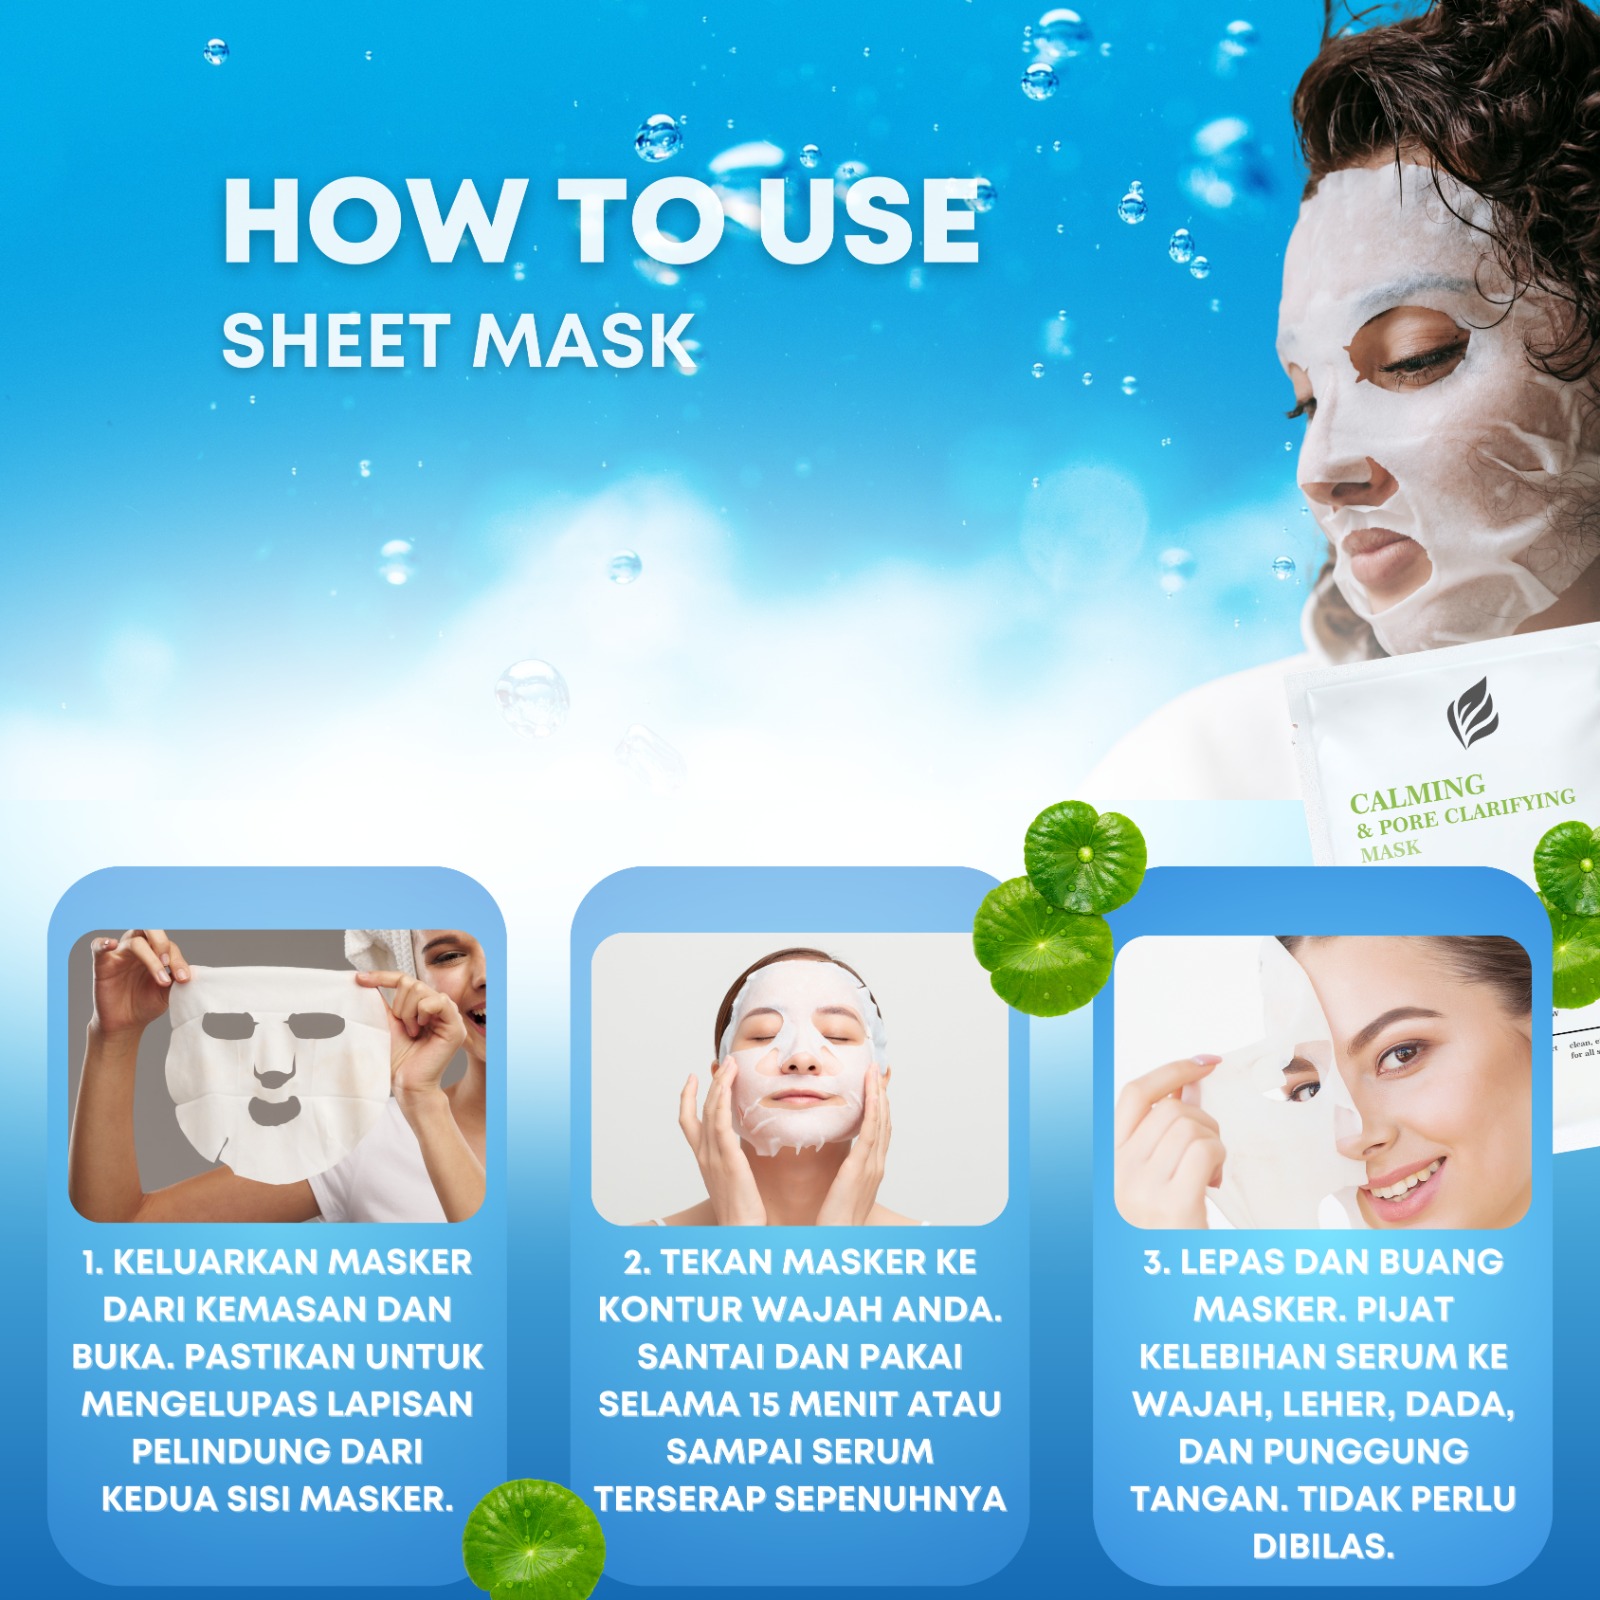 HOW TO USE
SHEET MASK
CALMING
& PORE CLARIFYING
MASK
clean, e
for all s
1. KELUARKAN MASKER
DARI KEMASAN DAN
BUKA. PASTIKAN UNTUK
MENGELUPAS LAPISAN
PELINDUNG DARI
KEDUA SISI MASKER.
2. TEKAN MASKER KE
KONTUR WAJAH ANDA.
SANTAI DAN PAKAI
SELAMA 15 MENIT ATAU
SAMPAI SERUM
TERSERAP SEPENUHNYA
3. LEPAS DAN BUANG
MASKER. PIJAT
KELEBIHAN SERUM KE
WAJAH, LEHER, DADA,
DAN PUNGGUNG
TANGAN. TIDAK PERLU
DIBILAS.